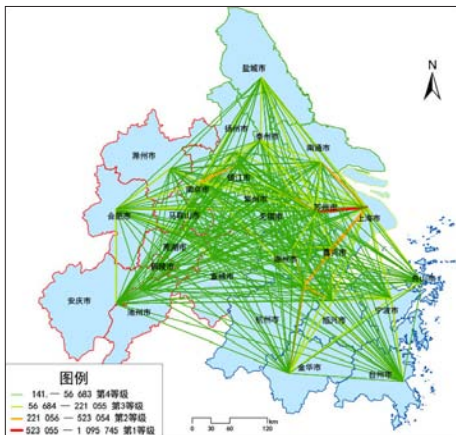 盐城市
N
扬州市
泰州市
南通市
滁州市
南京市
镇江市
常州市
合肥市
马鞍山市
无锡市
苏州市
上海市
芜湖市
铜陵市
湖州市
嘉兴市
宣城市
安庆市
池州市
杭州市
绍兴市
宁波市
金华市
台州市
图例
141. — 56 683 第4等级
56 684 — 221 055 第3等级
221 056 — 523 054 第2等级
523 055 — 1 095 745 第1等级
0 30 60 120
km